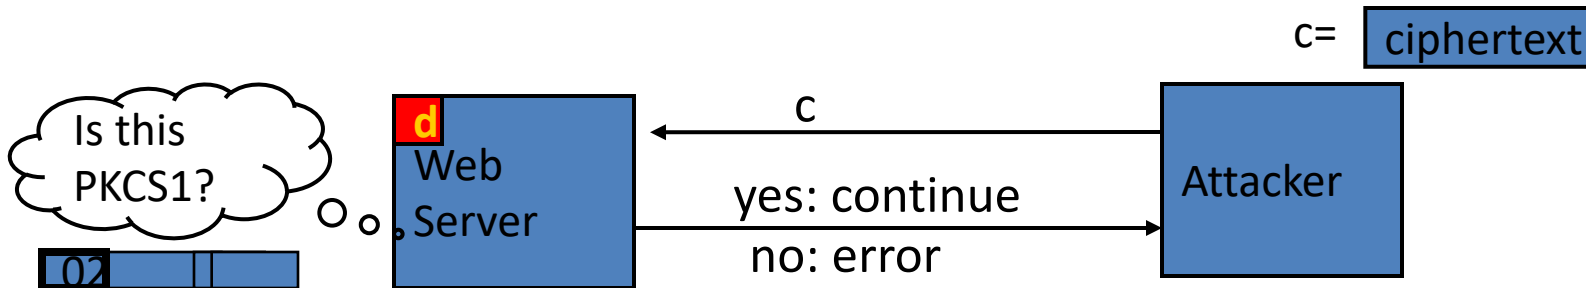 c= ciphertext
Is this
PKCS1?
02
d
Web
Server
c
yes: continue
no: error
Attacker